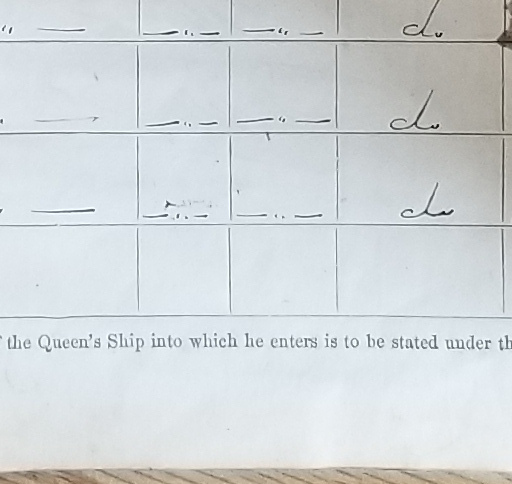 " — — " — — " — do.
— — " — — " — do.
— — " — — " — do
the Queen's Ship into which he enters is to be stated under th